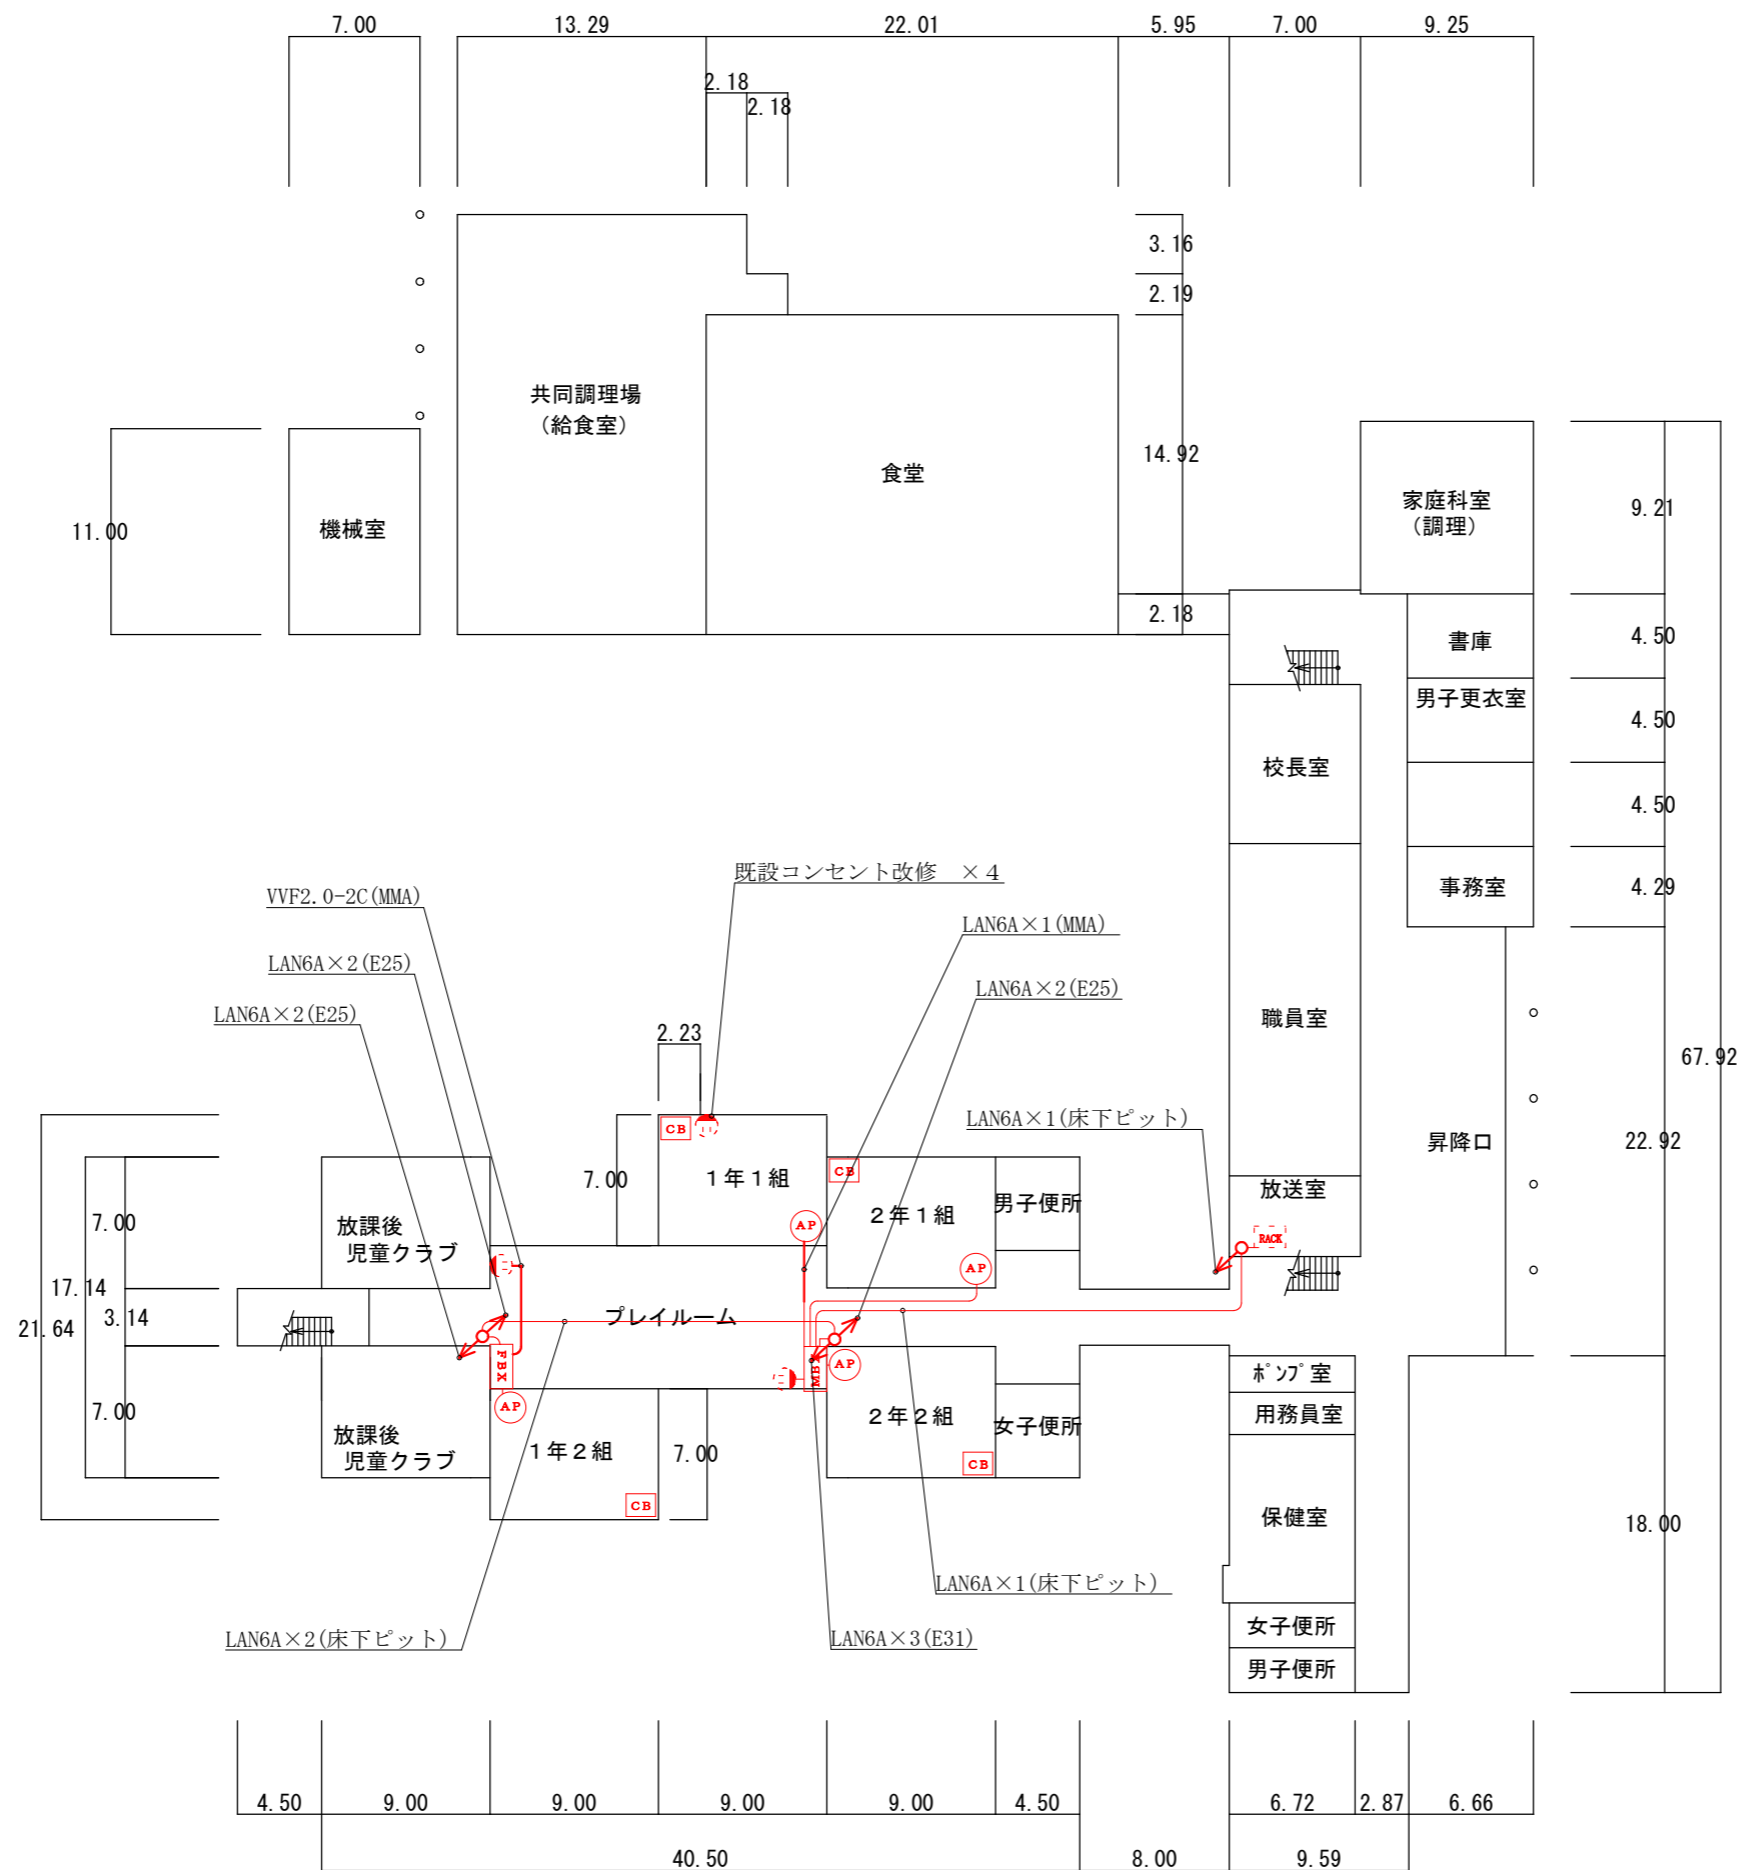 7.00
13.29
22.01
5.95
7.00
9.25
2.18
2.18
3.16
2.19
共同調理場
（給食室）
食堂
14.92
家庭科室
（調理）
9.21
11.00
機械室
2.18
書庫
4.50
男子更衣室
4.50
校長室
4.50
既設コンセント改修　×４
VVF2.0-2C(MMA)
事務室
4.29
LAN6A×1(MMA)
LAN6A×2(E25)
LAN6A×2(E25)
LAN6A×2(E25)
職員室
2.23
67.92
LAN6A×1(床下ピット)
CB
昇降口
22.92
7.00
１年１組
CB
放送室
男子便所
7.00
放課後
児童クラブ
AP
２年１組
RACK
AP
17.14
3.14
21.64
プレイルーム
FBX
MBX
AP
ポンプ室
7.00
AP
用務員室
放課後
児童クラブ
１年２組
7.00
２年２組
女子便所
CB
CB
保健室
18.00
LAN6A×1(床下ピット)
LAN6A×2(床下ピット)
LAN6A×3(E31)
女子便所
男子便所
4.50
9.00
9.00
9.00
9.00
4.50
6.72
2.87
6.66
40.50
8.00
9.59